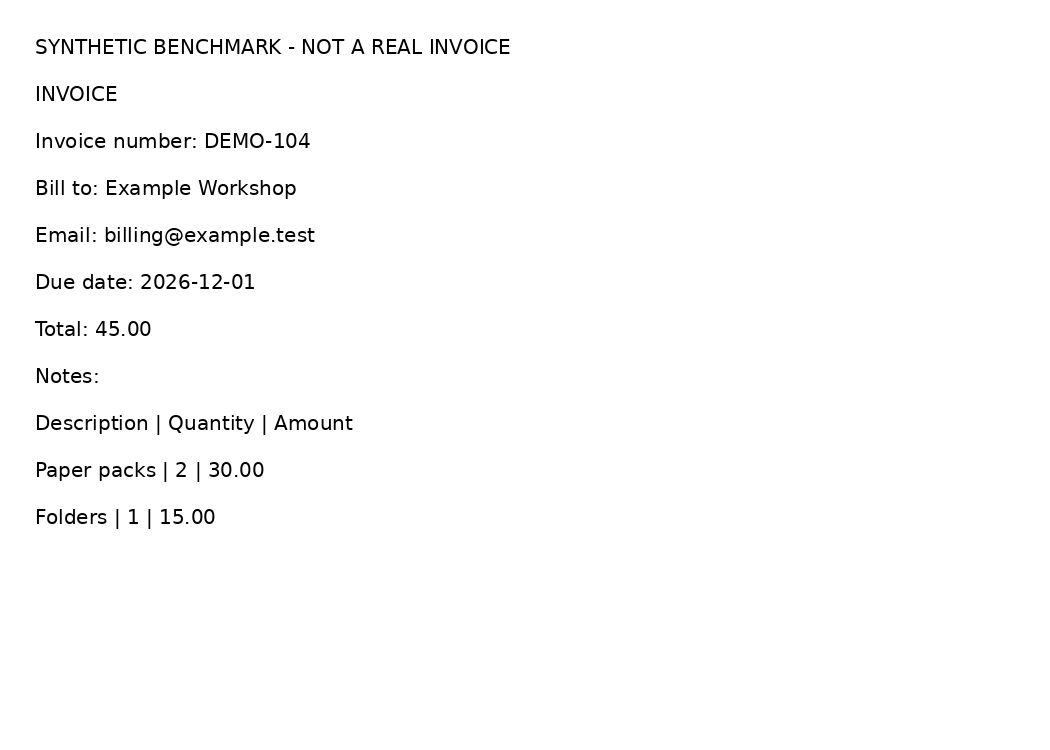 SYNTHETIC BENCHMARK - NOT A REAL INVOICE
INVOICE
Invoice number: DEMO-104
Bill to: Example Workshop
Email: billing@example.test
Due date: 2026-12-01
Total: 45.00
Notes:
Description | Quantity | Amount
Paper packs | 2 | 30.00
Folders | 1 | 15.00